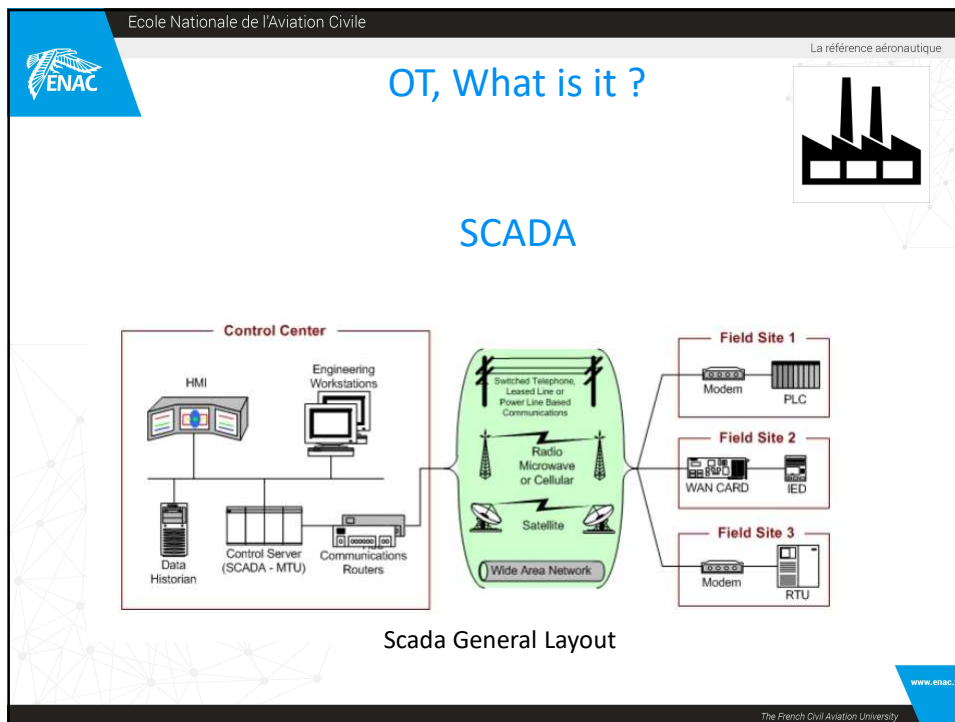 Ecole Nationale de l'Aviation Civile
La référence aéronautique
ENAC
OT, What is it ?
SCADA
Control Center
HMI
Engineering
Workstations
Data
Historian
Control Server
(SCADA - MTU)
Communications
Routers
Switched Telephone,
Leased Line or
Power Line Based
Communications
Radio
Microwave
or Cellular
Satellite
Wide Area Network
Field Site 1
Modem
PLC
Field Site 2
WAN CARD
IED
Field Site 3
Modem
RTU
Scada General Layout
www.enac.
The French Civil Aviation University